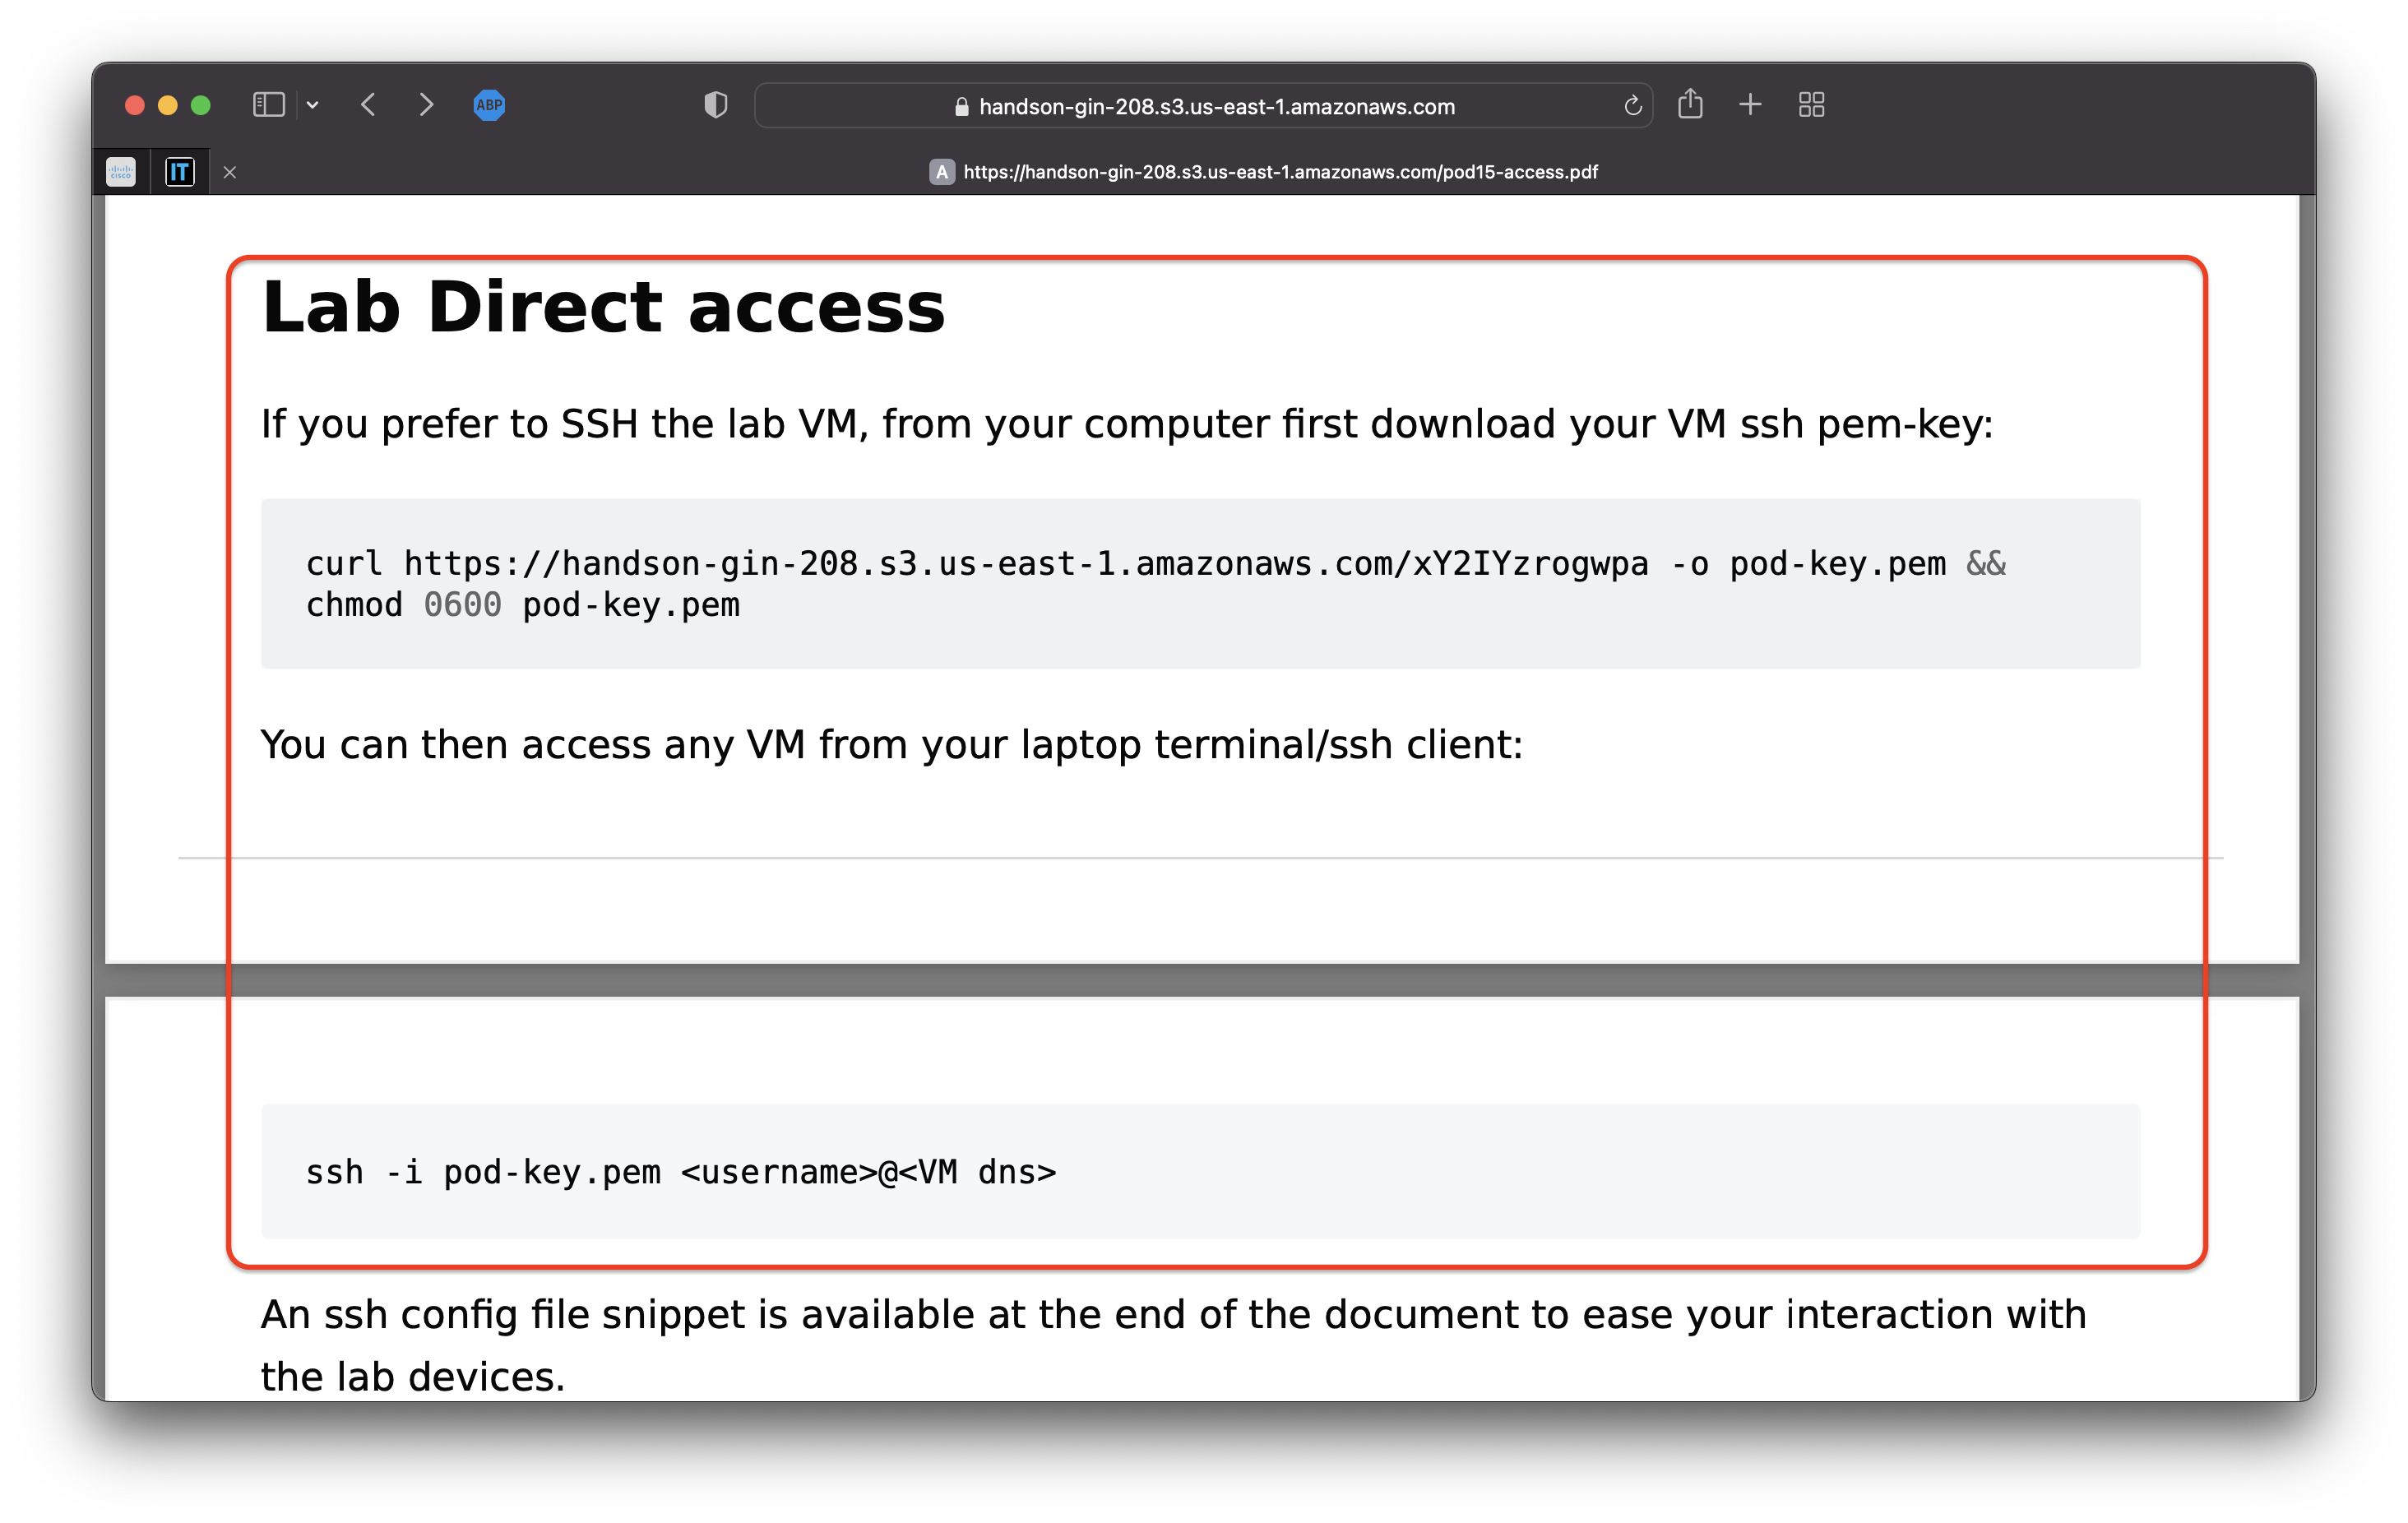 ABP
handson-gin-208.s3.us-east-1.amazonaws.com
CISCO
IT
A https://handson-gin-208.s3.us-east-1.amazonaws.com/pod15-access.pdf
Lab Direct access
If you prefer to SSH the lab VM, from your computer first download your VM ssh pem-key:
curl https://handson-gin-208.s3.us-east-1.amazonaws.com/xY2IYzrogwpa -o pod-key.pem &&
chmod 0600 pod-key.pem
You can then access any VM from your laptop terminal/ssh client:
ssh -i pod-key.pem <username>@<VM dns>
An ssh config file snippet is available at the end of the document to ease your interaction with
the lab devices.